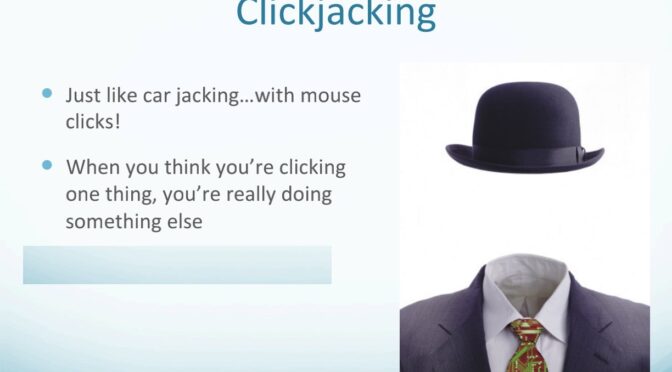 Clickjacking
Just like car jacking...with mouse
clicks!
When you think you’re clicking
one thing, you’re really doing
something else